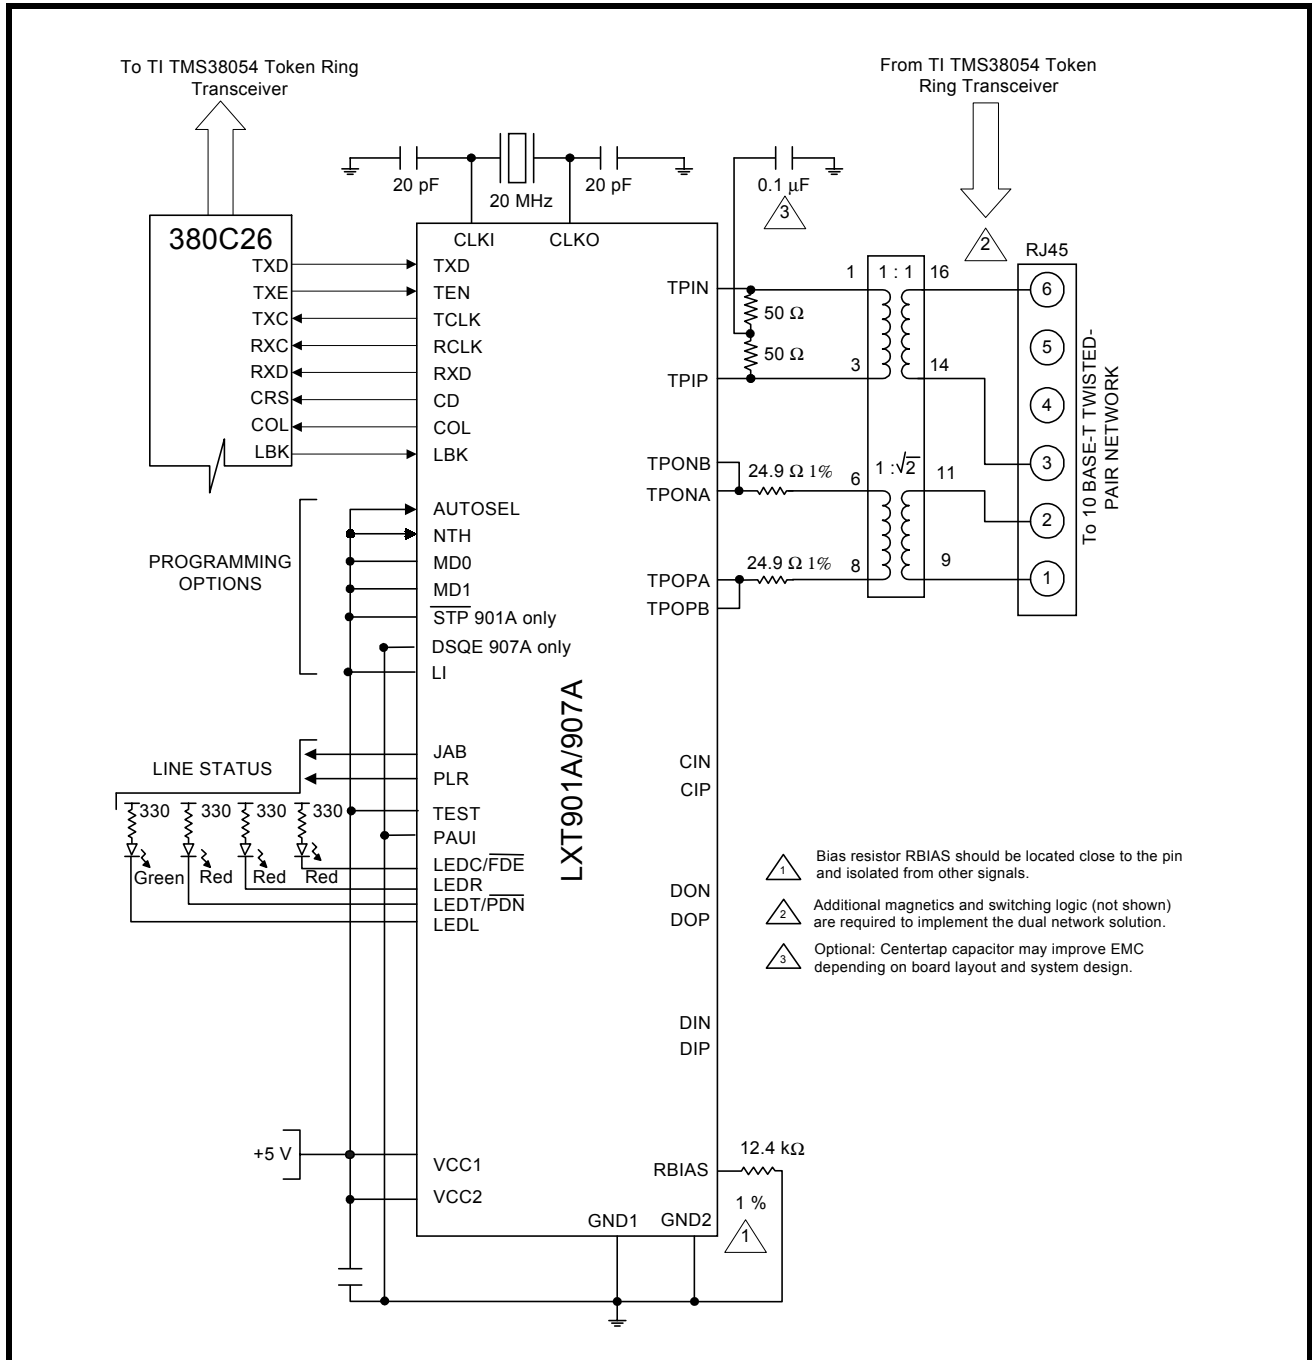 To TI TMS38054 Token Ring
Transceiver
From TI TMS38054 Token
Ring Transceiver
20 pF
20 MHz
20 pF
0.1 µF
3
2
RJ45
380C26
TXD
TXE
TXC
RXC
RXD
CRS
COL
LBK
CLKI
CLKO
TXD
TEN
TCLK
RCLK
RXD
CD
COL
LBK
AUTOSEL
NTH
MD0
MD1
S̅T̅P̅ 901A only
DSQE 907A only
LI
PROGRAMMING
OPTIONS
JAB
PLR
LINE STATUS
TEST
PAUI
LEDC/F̅D̅E̅
LEDR
LEDT/P̅D̅N̅
LEDL
330
330
330
330
Green
Red
Red
Red
LXT901A/907A
TPIN
TPIP
50 Ω
50 Ω
1
1 : 1
16
3
14
TPONB
TPONA
24.9 Ω 1%
6
1 :√2
11
TPOPA
TPOPB
24.9 Ω 1%
8
9
6
5
4
3
2
1
To 10 BASE-T TWISTED-
PAIR NETWORK
CIN
CIP
DON
DOP
DIN
DIP
1
Bias resistor RBIAS should be located close to the pin
and isolated from other signals.
2
Additional magnetics and switching logic (not shown)
are required to implement the dual network solution.
3
Optional: Centertap capacitor may improve EMC
depending on board layout and system design.
+5 V
VCC1
VCC2
RBIAS
12.4 kΩ
1 %
1
GND1
GND2